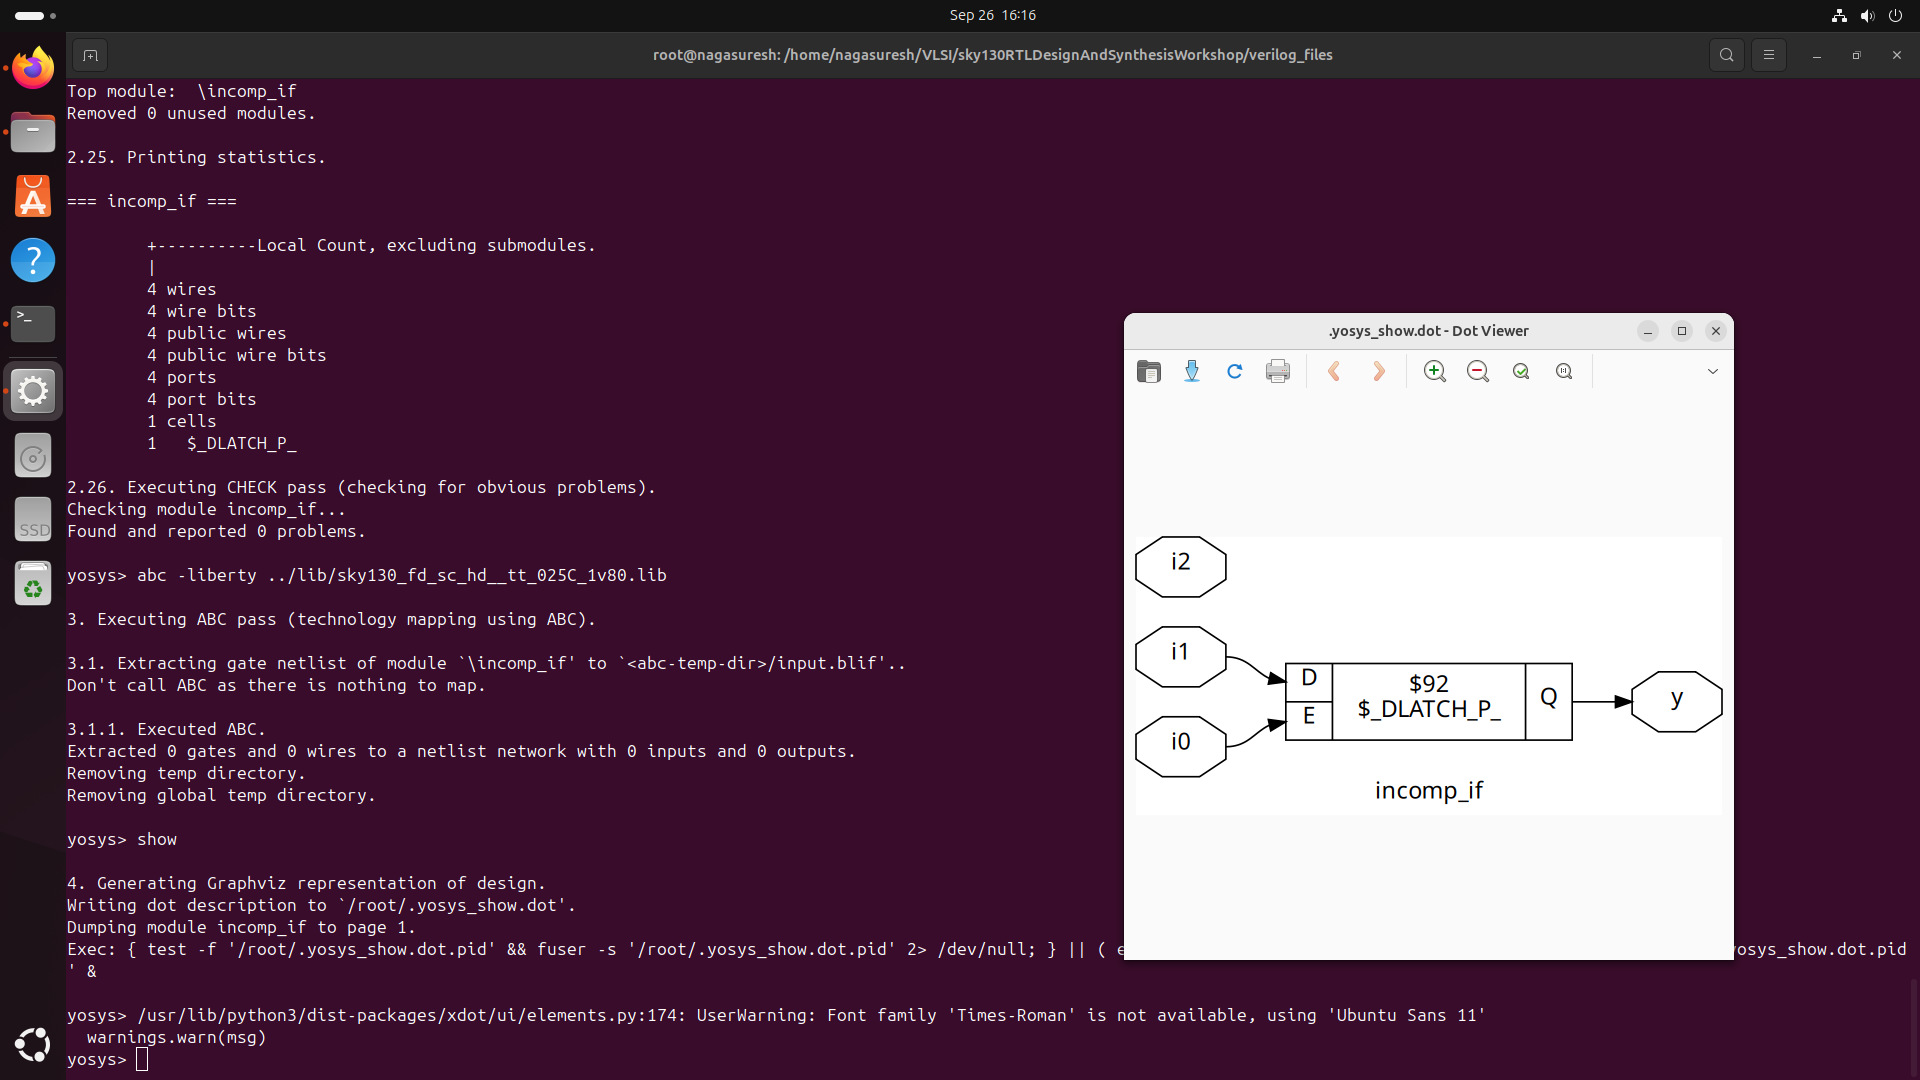 Sep 26 16:16
root@nagasuresh: /home/nagasuresh/VLSI/sky130RTLDesignAndSynthesisWorkshop/verilog_files
Top module:  \incomp_if
Removed 0 unused modules.
2.25. Printing statistics.
=== incomp_if ===
+----------Local Count, excluding submodules.
|
4 wires
4 wire bits
4 public wires
4 public wire bits
4 ports
4 port bits
1 cells
1   $_DLATCH_P_
2.26. Executing CHECK pass (checking for obvious problems).
Checking module incomp_if...
Found and reported 0 problems.
yosys> abc -liberty ../lib/sky130_fd_sc_hd__tt_025C_1v80.lib
3. Executing ABC pass (technology mapping using ABC).
3.1. Extracting gate netlist of module `\incomp_if' to `<abc-temp-dir>/input.blif'..
Don't call ABC as there is nothing to map.
3.1.1. Executed ABC.
Extracted 0 gates and 0 wires to a netlist network with 0 inputs and 0 outputs.
Removing temp directory.
Removing global temp directory.
yosys> show
4. Generating Graphviz representation of design.
Writing dot description to `/root/.yosys_show.dot'.
Dumping module incomp_if to page 1.
Exec: { test -f '/root/.yosys_show.dot.pid' && fuser -s '/root/.yosys_show.dot.pid' 2> /dev/null; } || ( e
yosys_show.dot.pid
' &
yosys> /usr/lib/python3/dist-packages/xdot/ui/elements.py:174: UserWarning: Font family 'Times-Roman' is not available, using 'Ubuntu Sans 11'
warnings.warn(msg)
yosys>
.yosys_show.dot - Dot Viewer
i2
i1
i0
D
E
$92
$_DLATCH_P_
Q
y
incomp_if
SSD